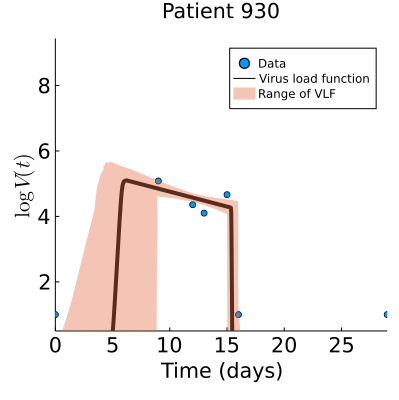 Patient 930
Data
Virus load function
Range of VLF
8
6
4
2
log V(t)
0 5 10 15 20 25
Time (days)